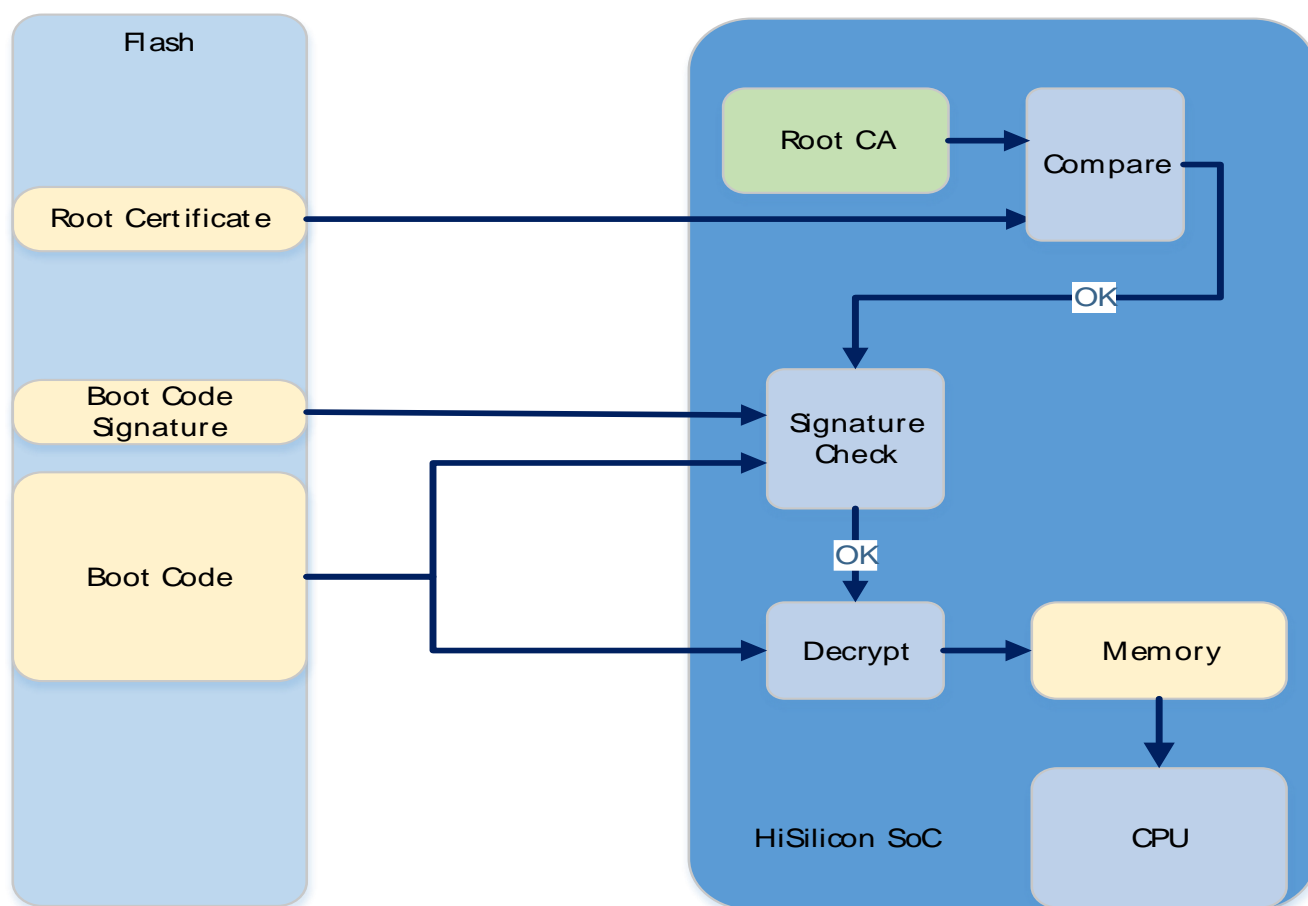 Flash
Root CA
Compare
Root Certificate
OK
Boot Code
Signature
Signature
Check
OK
Boot Code
Decrypt
Memory
HiSilicon SoC
CPU